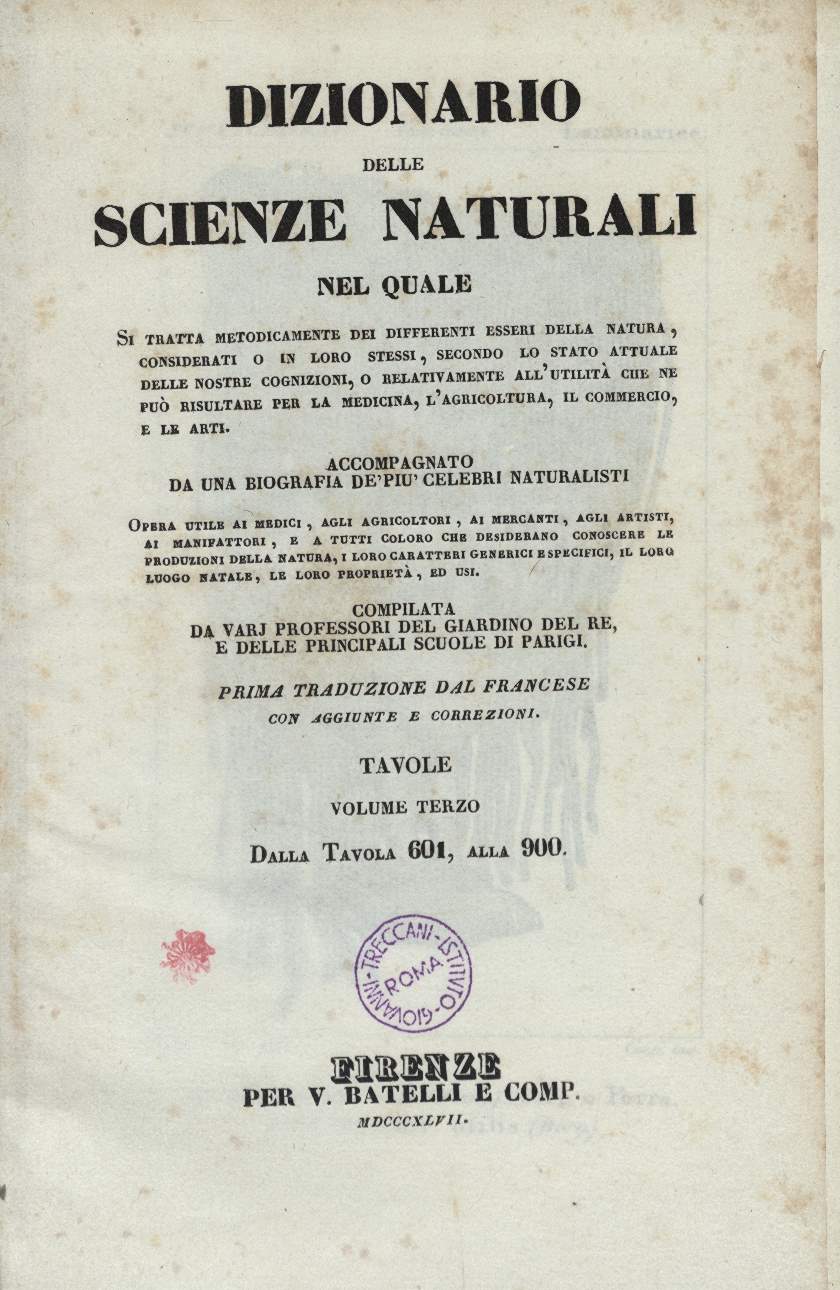 DIZIONARIO
DELLE
SCIENZE NATURALI
NEL QUALE
SI TRATTA METODICAMENTE DEI DIFFERENTI ESSERI DELLA NATURA,
CONSIDERATI O IN LORO STESSI, SECONDO LO STATO ATTUALE
DELLE NOSTRE COGNIZIONI, O RELATIVAMENTE ALL'UTILITÀ CHE NE
PUÒ RISULTARE PER LA MEDICINA, L'AGRICOLTURA, IL COMMERCIO,
E LE ARTI.
ACCOMPAGNATO
DA UNA BIOGRAFIA DE'PIU' CELEBRI NATURALISTI
OPERA UTILE AI MEDICI, AGLI AGRICOLTORI, AI MERCANTI, AGLI ARTISTI,
AI MANIFATTORI, E A TUTTI COLORO CHE DESIDERANO CONOSCERE LE
PRODUZIONI DELLA NATURA, I LORO CARATTERI GENERICI E SPECIFICI, IL LORO
LUOGO NATALE, LE LORO PROPRIETÀ, ED USI.
COMPILATA
DA VARJ PROFESSORI DEL GIARDINO DEL RE,
E DELLE PRINCIPALI SCUOLE DI PARIGI.
PRIMA TRADUZIONE DAL FRANCESE
CON AGGIUNTE E CORREZIONI.
TAVOLE
VOLUME TERZO
DALLA TAVOLA 601, ALLA 900.
ISTITVTO-GIOVANNI-TRECCANI-
ROMA
FIRENZE
PER V. BATELLI E COMP.
MDCCCXLVII.